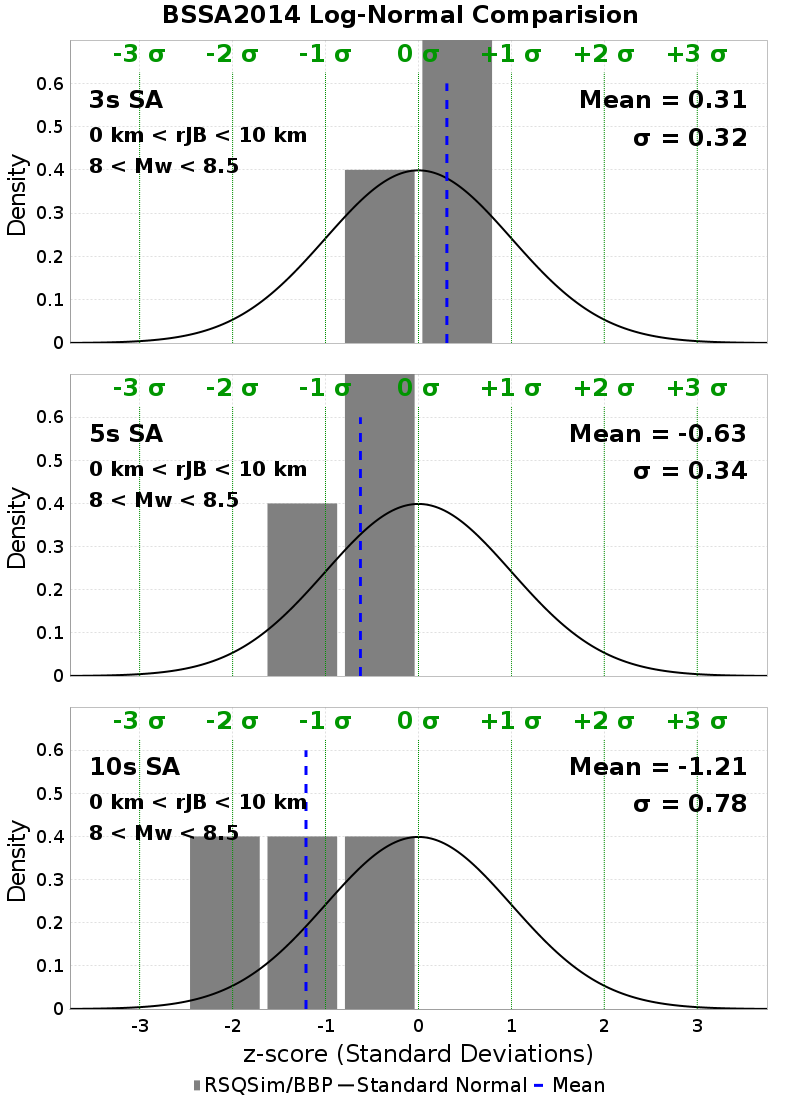 BSSA2014 Log-Normal Comparision
-3 σ -2 σ -1 σ 0 σ +1 σ +2 σ +3 σ
3s SA
Mean = 0.31
0 km < rJB < 10 km
σ = 0.32
8 < Mw < 8.5
Density
0.6
0.5
0.4
0.3
0.2
0.1
0
-3 σ -2 σ -1 σ 0 σ +1 σ +2 σ +3 σ
5s SA
Mean = -0.63
0 km < rJB < 10 km
σ = 0.34
8 < Mw < 8.5
Density
0.6
0.5
0.4
0.3
0.2
0.1
0
-3 σ -2 σ -1 σ 0 σ +1 σ +2 σ +3 σ
10s SA
Mean = -1.21
0 km < rJB < 10 km
σ = 0.78
8 < Mw < 8.5
Density
0.6
0.5
0.4
0.3
0.2
0.1
0
-3 -2 -1 0 1 2 3
z-score (Standard Deviations)
RSQSim/BBP Standard Normal Mean